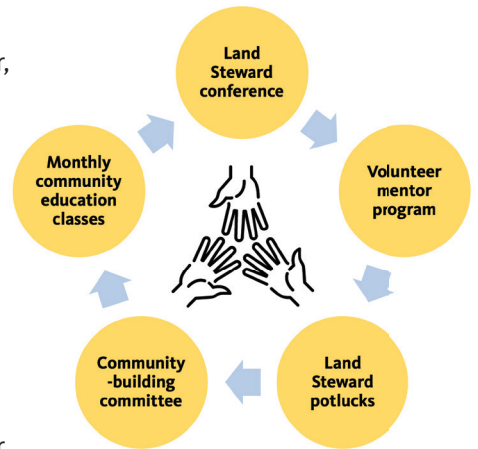 r,
Land
Steward
conference
Volunteer
mentor
program
Land
Steward
potlucks
Community
-building
committee
Monthly
community
education
classes